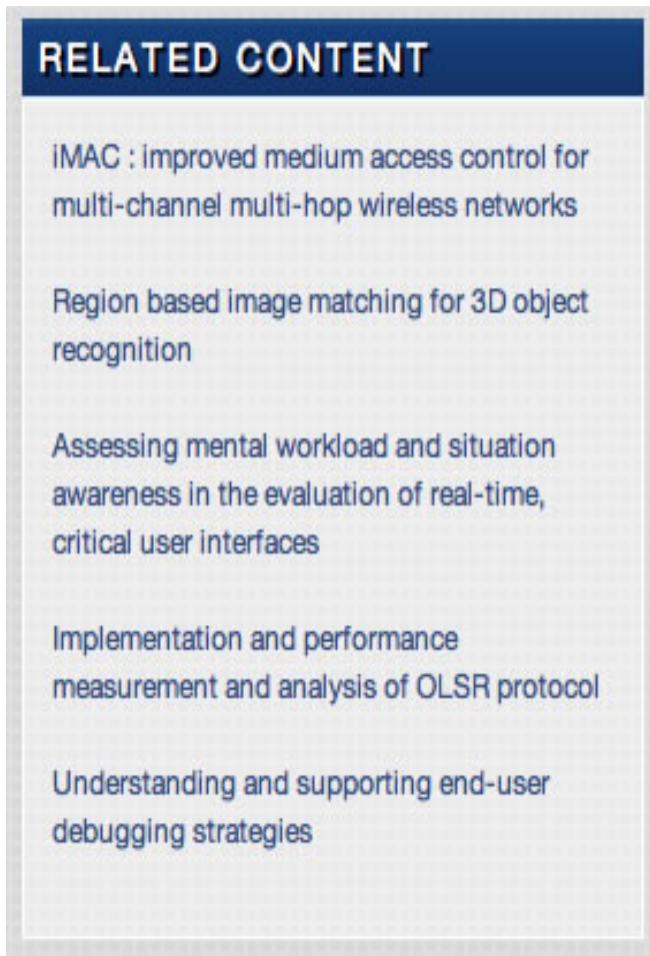 RELATED CONTENT
iMAC : improved medium access control for
multi-channel multi-hop wireless networks
Region based image matching for 3D object
recognition
Assessing mental workload and situation
awareness in the evaluation of real-time,
critical user interfaces
Implementation and performance
measurement and analysis of OLSR protocol
Understanding and supporting end-user
debugging strategies